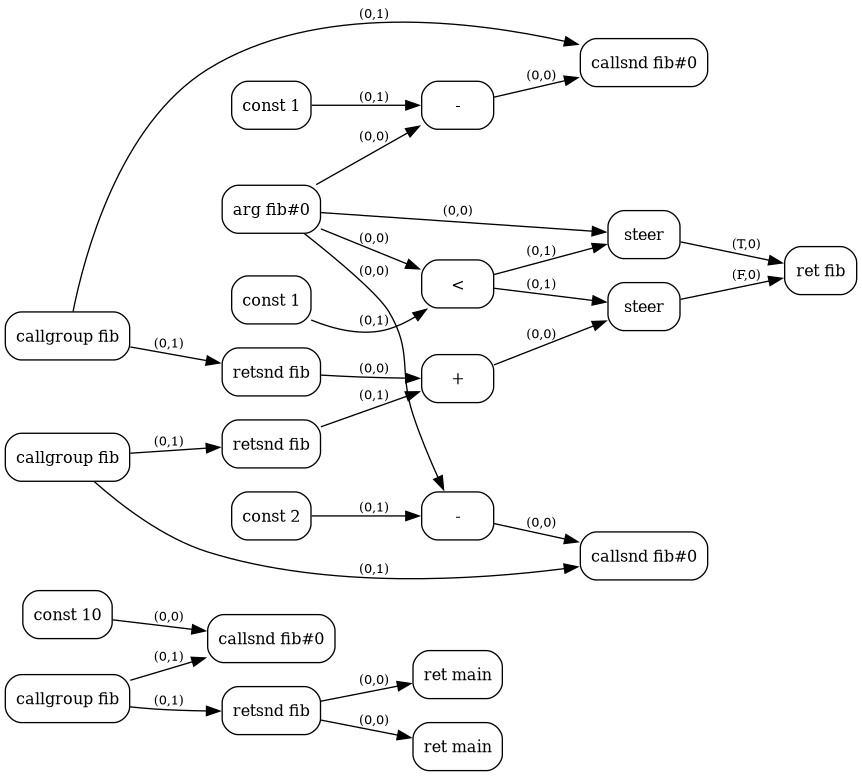 (0,1)
callsnd fib#0
(0,0)
const 1
(0,1)
-
(0,0)
arg fib#0
(0,0)
steer
(T,0)
(0,0)
(0,1)
ret fib
(0,0)
<
(F,0)
const 1
(0,1)
(0,1)
steer
callgroup fib
(0,1)
(0,0)
retsnd fib
(0,0)
+
(0,1)
callgroup fib
(0,1)
retsnd fib
const 2
(0,1)
-
(0,0)
callsnd fib#0
(0,1)
const 10
(0,0)
callsnd fib#0
(0,1)
callgroup fib
(0,1)
retsnd fib
(0,0)
ret main
(0,0)
ret main